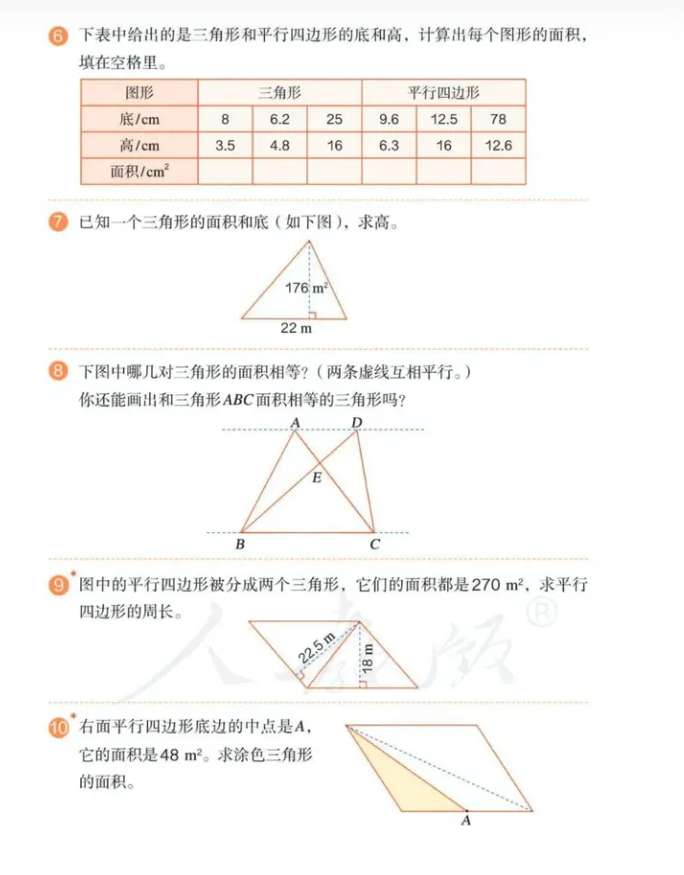 6 下表中给出的是三角形和平行四边形的底和高，计算出每个图形的面积，
填在空格里。
图形 三角形 平行四边形
底/cm 8 6.2 25 9.6 12.5 78
高/cm 3.5 4.8 16 6.3 16 12.6
面积/cm²
7 已知一个三角形的面积和底（如下图），求高。
176 m²
22 m
8 下图中哪几对三角形的面积相等？（两条虚线互相平行。）
你还能画出和三角形ABC面积相等的三角形吗？
A D
E
B C
9* 图中的平行四边形被分成两个三角形，它们的面积都是270 m²，求平行
四边形的周长。
22.5 m
18 m
人教版®
10* 右面平行四边形底边的中点是A，
它的面积是48 m²。求涂色三角形
的面积。
A